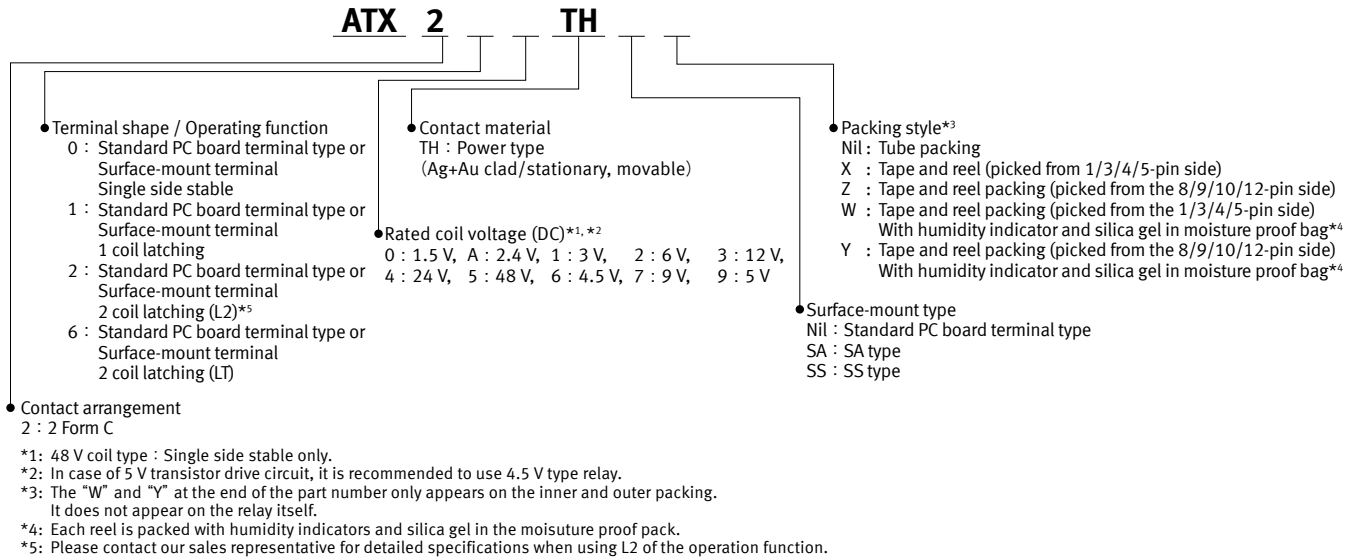 ATX 2 _ _ TH _ _
Terminal shape / Operating function
0 : Standard PC board terminal type or
Surface-mount terminal
Single side stable
1 : Standard PC board terminal type or
Surface-mount terminal
1 coil latching
2 : Standard PC board terminal type or
Surface-mount terminal
2 coil latching (L2)*5
6 : Standard PC board terminal type or
Surface-mount terminal
2 coil latching (LT)
Contact material
TH : Power type
(Ag+Au clad/stationary, movable)
Rated coil voltage (DC)*1, *2
0 : 1.5 V, A : 2.4 V, 1 : 3 V, 2 : 6 V, 3 : 12 V,
4 : 24 V, 5 : 48 V, 6 : 4.5 V, 7 : 9 V, 9 : 5 V
Packing style*3
Nil : Tube packing
X : Tape and reel (picked from 1/3/4/5-pin side)
Z : Tape and reel packing (picked from the 8/9/10/12-pin side)
W : Tape and reel packing (picked from the 1/3/4/5-pin side)
With humidity indicator and silica gel in moisture proof bag*4
Y : Tape and reel packing (picked from the 8/9/10/12-pin side)
With humidity indicator and silica gel in moisture proof bag*4
Surface-mount type
Nil : Standard PC board terminal type
SA : SA type
SS : SS type
Contact arrangement
2 : 2 Form C
*1: 48 V coil type : Single side stable only.
*2: In case of 5 V transistor drive circuit, it is recommended to use 4.5 V type relay.
*3: The “W” and “Y” at the end of the part number only appears on the inner and outer packing.
It does not appear on the relay itself.
*4: Each reel is packed with humidity indicators and silica gel in the moisuture proof pack.
*5: Please contact our sales representative for detailed specifications when using L2 of the operation function.